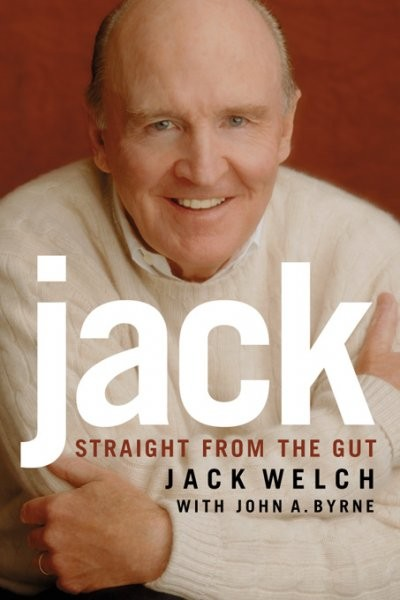 jack
STRAIGHT FROM THE GUT
JACK WELCH
WITH JOHN A. BYRNE